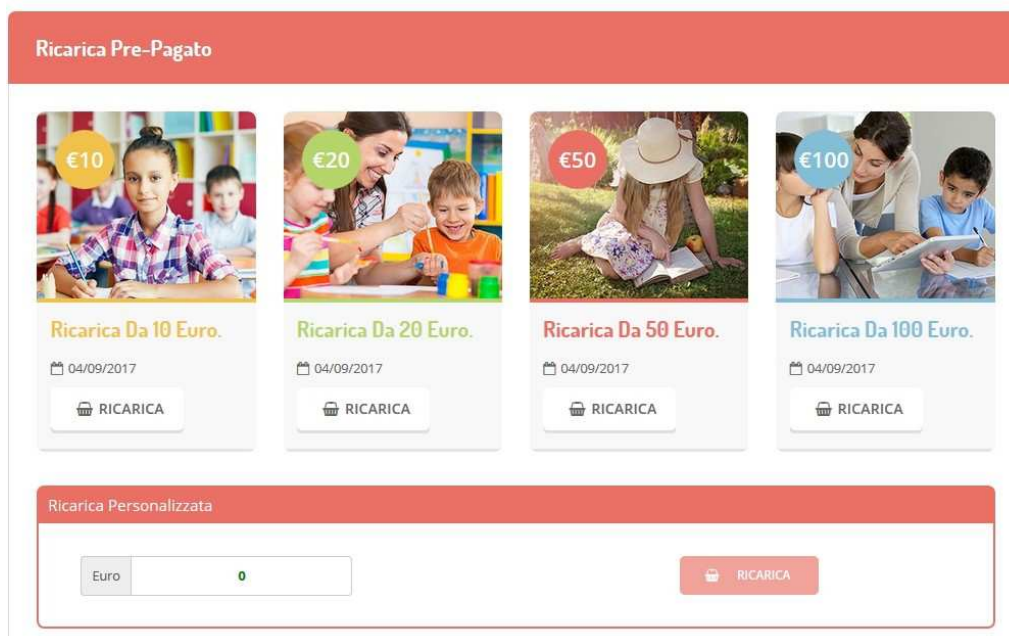 Ricarica Pre-Pagato
€10
€20
€50
€100
Ricarica Da 10 Euro.
Ricarica Da 20 Euro.
Ricarica Da 50 Euro.
Ricarica Da 100 Euro.
04/09/2017
04/09/2017
04/09/2017
04/09/2017
RICARICA
RICARICA
RICARICA
RICARICA
Ricarica Personalizzata
Euro 0
RICARICA